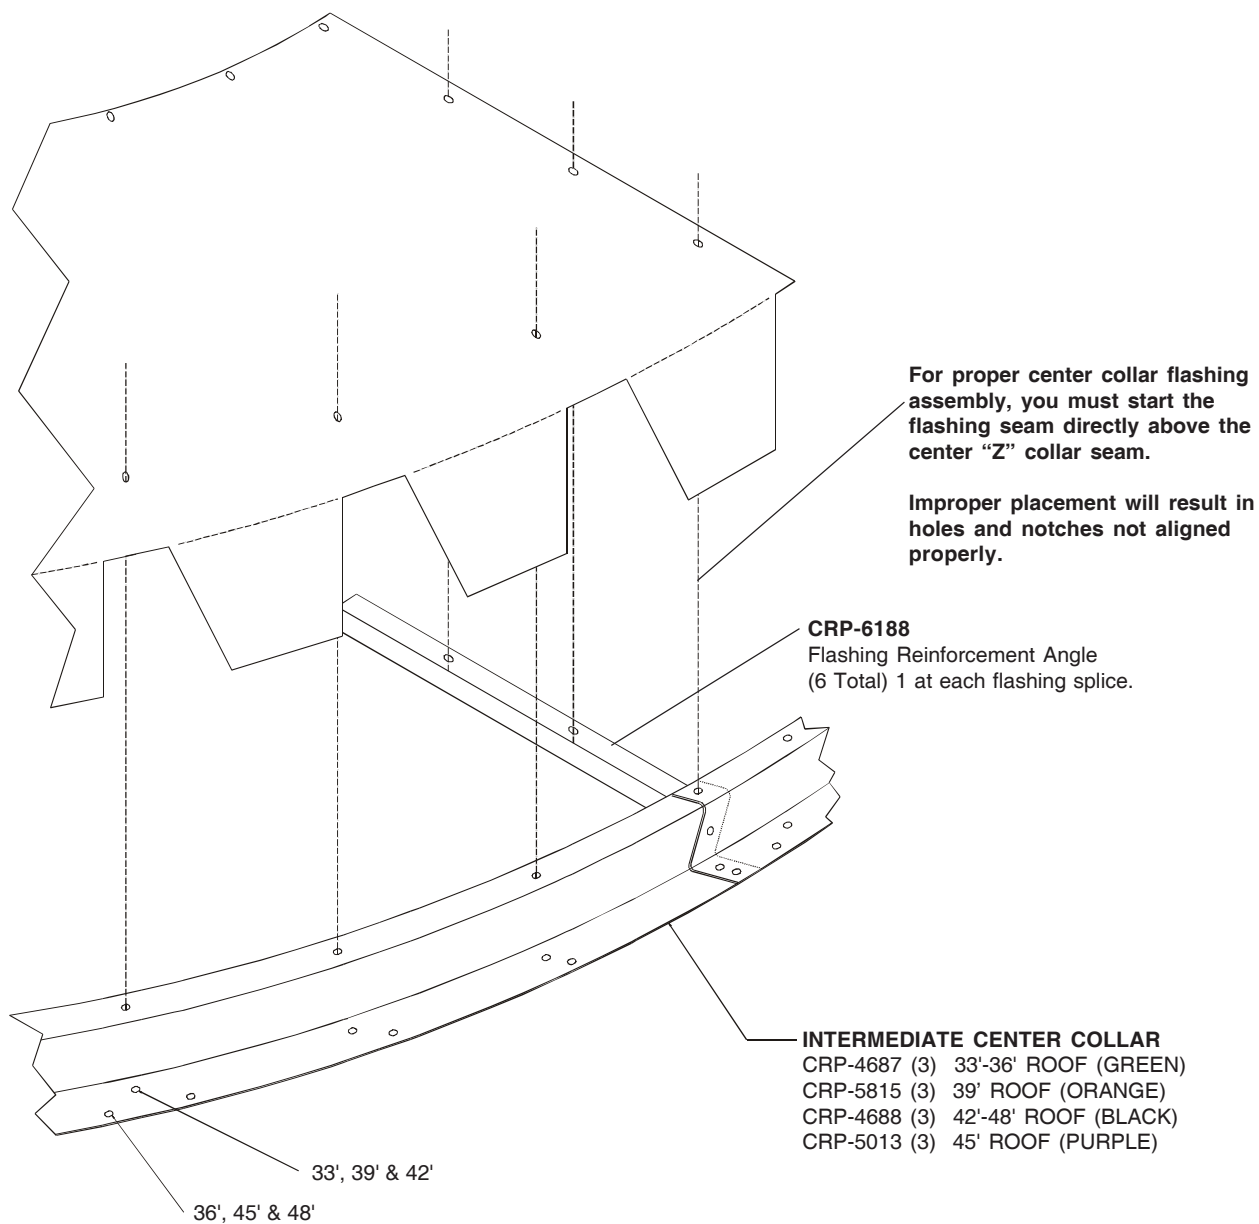 For proper center collar flashing
assembly, you must start the
flashing seam directly above the
center “Z” collar seam.
Improper placement will result in
holes and notches not aligned
properly.
CRP-6188
Flashing Reinforcement Angle
(6 Total) 1 at each flashing splice.
INTERMEDIATE CENTER COLLAR
CRP-4687 (3) 33'-36' ROOF (GREEN)
CRP-5815 (3) 39’ ROOF (ORANGE)
CRP-4688 (3) 42'-48' ROOF (BLACK)
CRP-5013 (3) 45' ROOF (PURPLE)
33', 39' & 42'
36', 45' & 48'